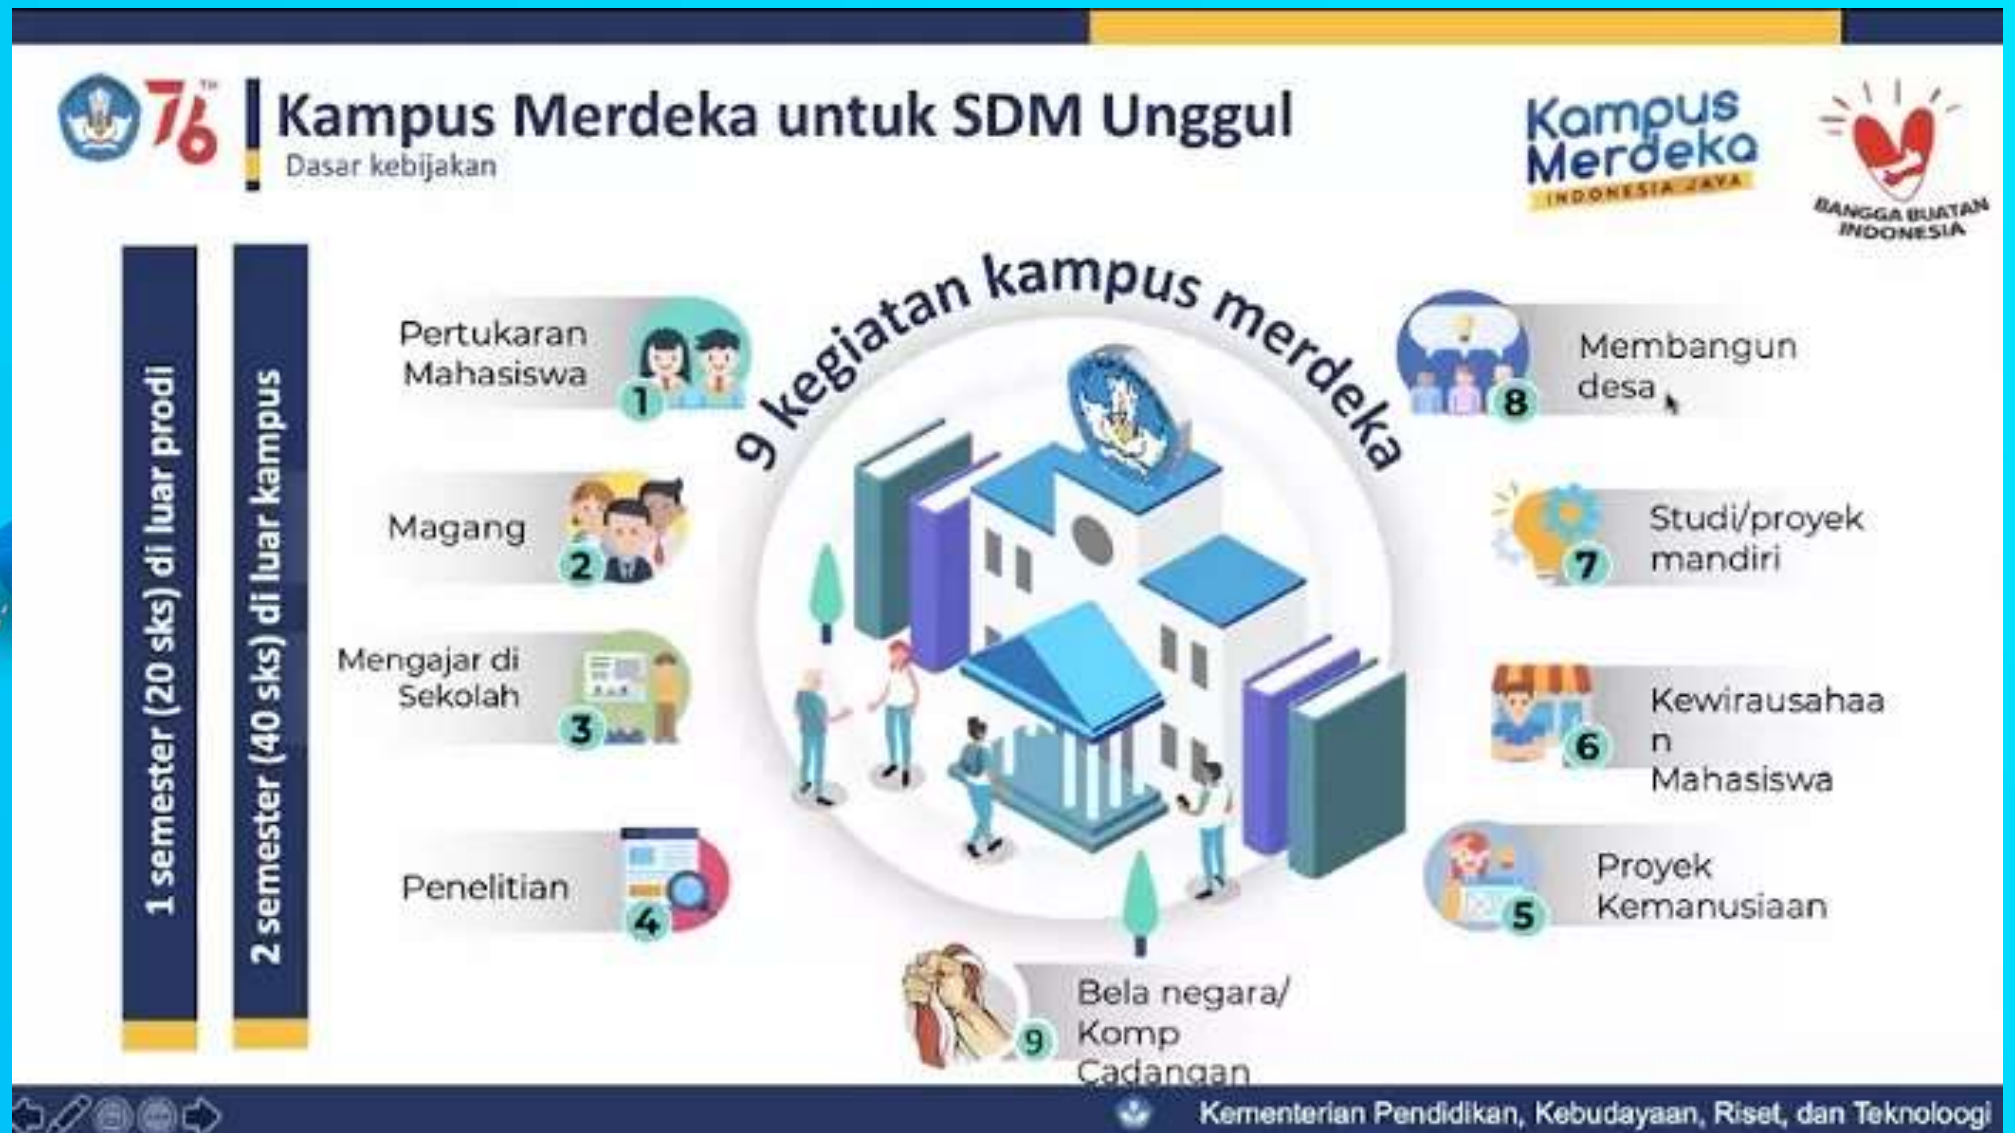 76
TH
Kampus Merdeka untuk SDM Unggul
Dasar kebijakan
Kampus
Merdeka
INDONESIA JAYA
BANGGA BUATAN
INDONESIA
1 semester (20 sks) di luar prodi
2 semester (40 sks) di luar kampus
9 kegiatan kampus merdeka
Pertukaran
Mahasiswa
1
Magang
2
Mengajar di
Sekolah
3
Penelitian
4
8
Membangun
desa
7
Studi/proyek
mandiri
6
Kewirausahaa
n
Mahasiswa
5
Proyek
Kemanusiaan
9
Bela negara/
Komp
Cadangan
Kementerian Pendidikan, Kebudayaan, Riset, dan Teknoloogi